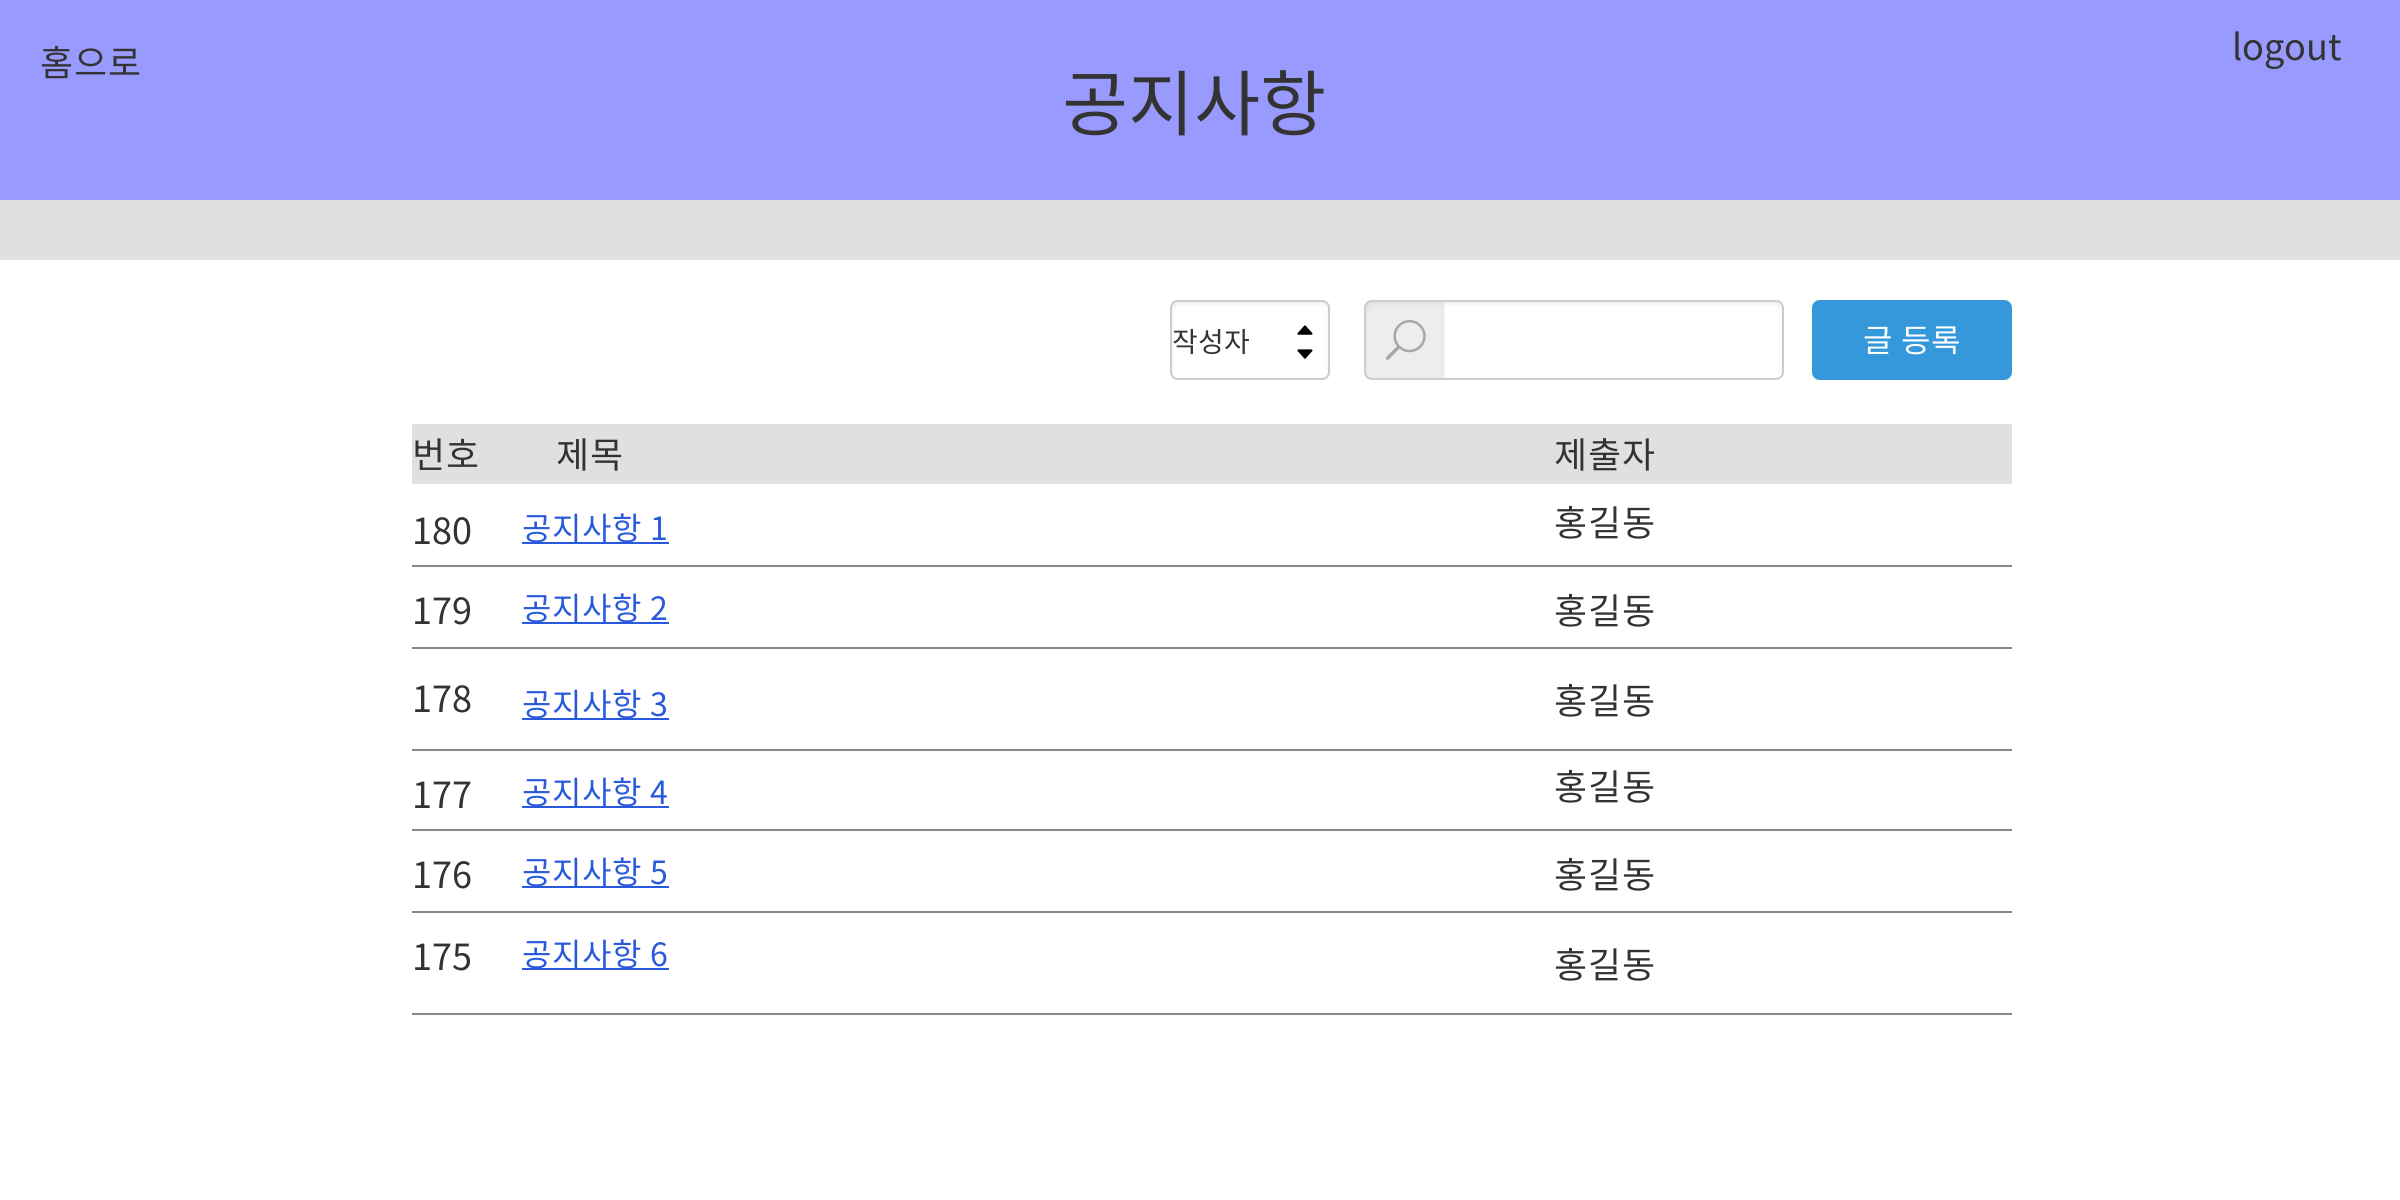 홈으로
logout
공지사항
작성자
글 등록
번호 제목 제출자
180 공지사항 1 홍길동
179 공지사항 2 홍길동
178 공지사항 3 홍길동
177 공지사항 4 홍길동
176 공지사항 5 홍길동
175 공지사항 6 홍길동